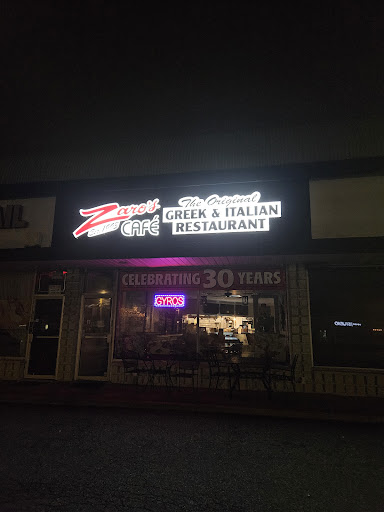 Zaro's
CAFÉ
The Original
GREEK & ITALIAN
RESTAURANT
CELEBRATING 30 YEARS
GYROS